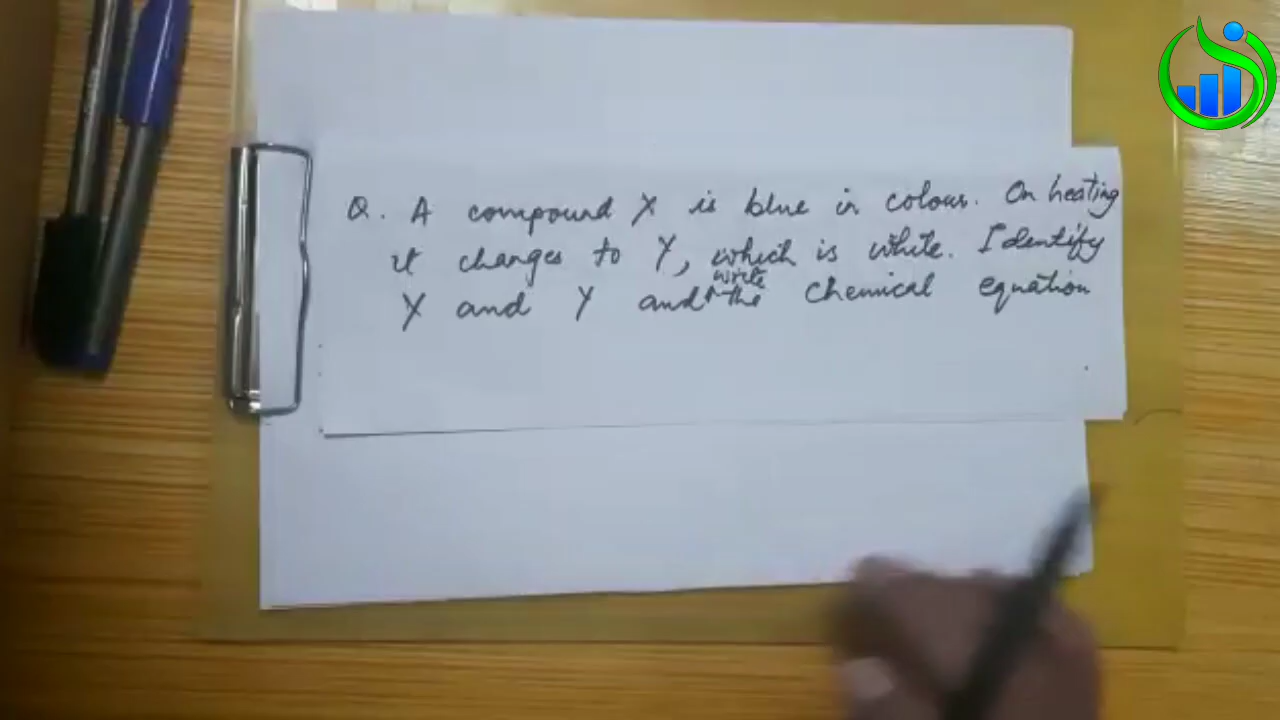 Q. A compound X is blue in colour. On heating
it changes to Y, which is white. Identify
X and Y and write the chemical equation